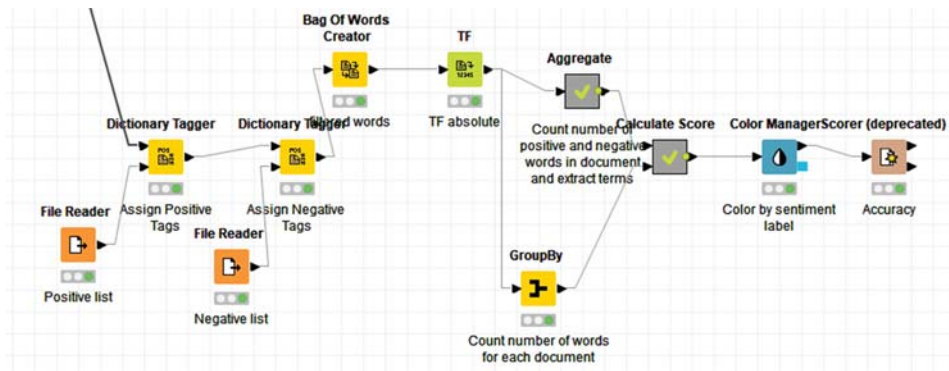 Bag Of Words
Creator
TF
Aggregate
filtered words
TF absolute
Dictionary Tagger
Dictionary Tagger
Count number of
positive and negative
words in document
and extract terms
Calculate Score
Color Manager
Scorer (deprecated)
File Reader
Assign Positive
Tags
File Reader
Assign Negative
Tags
Color by sentiment
label
Accuracy
Positive list
Negative list
GroupBy
Count number of words
for each document